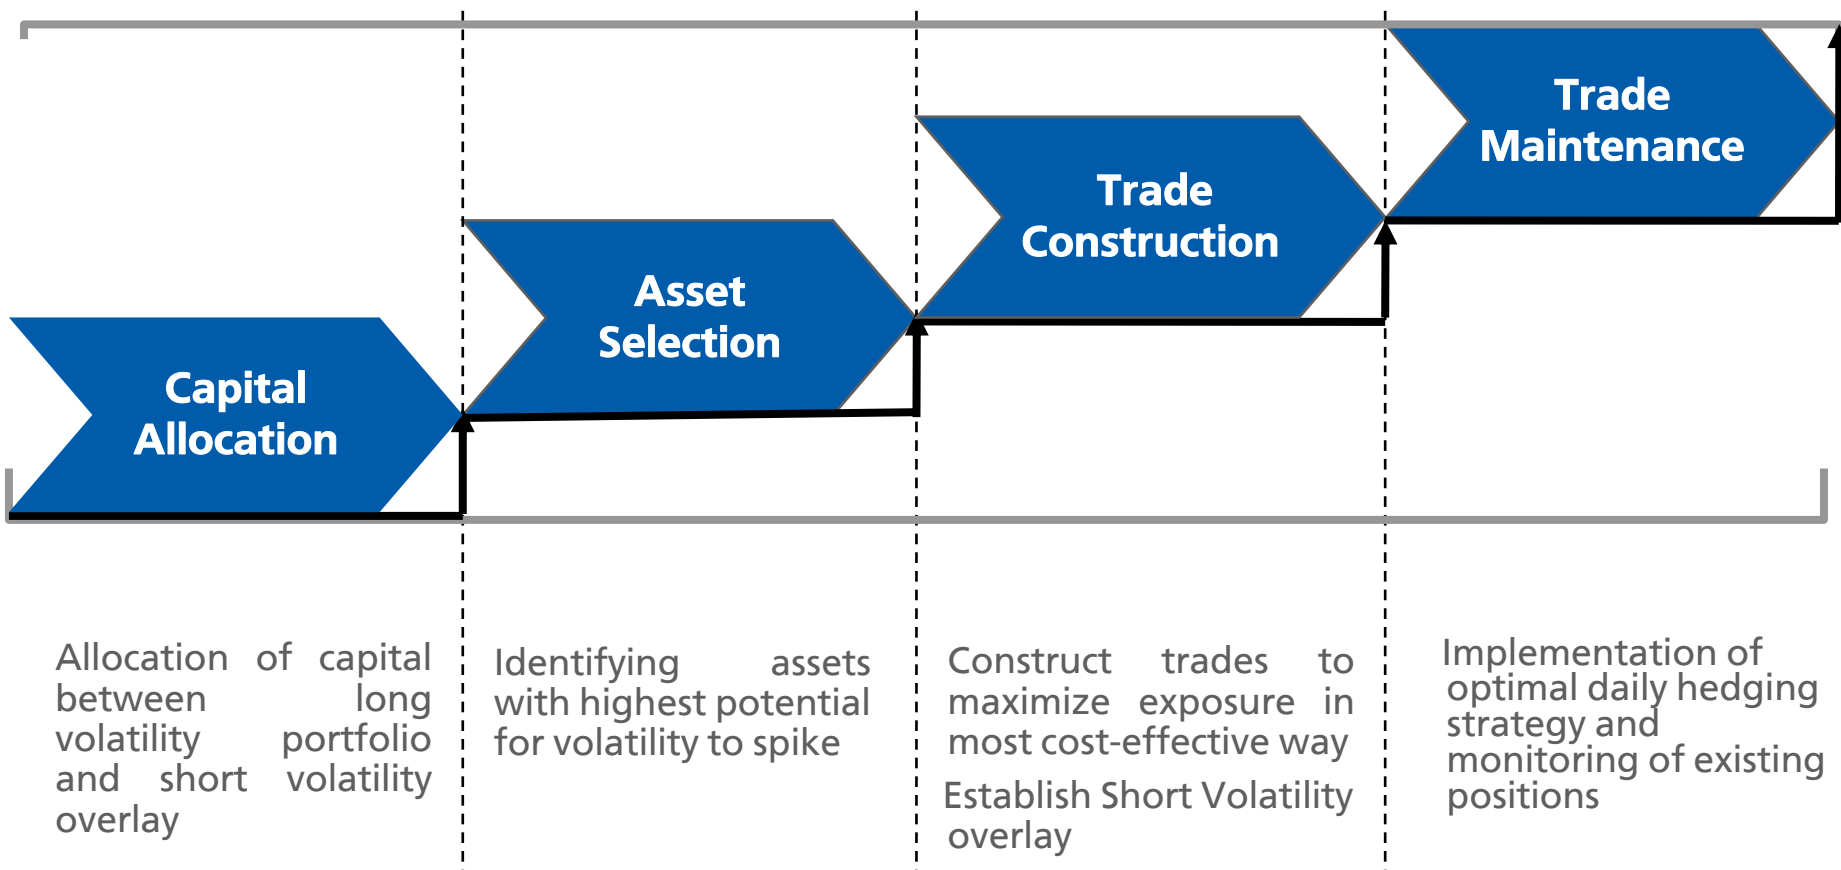 Capital
Allocation
Asset
Selection
Trade
Construction
Trade
Maintenance
Allocation of capital
between long
volatility portfolio
and short volatility
overlay
Identifying assets
with highest potential
for volatility to spike
Construct trades to
maximize exposure in
most cost-effective way
Establish Short Volatility
overlay
Implementation of
optimal daily hedging
strategy and
monitoring of existing
positions